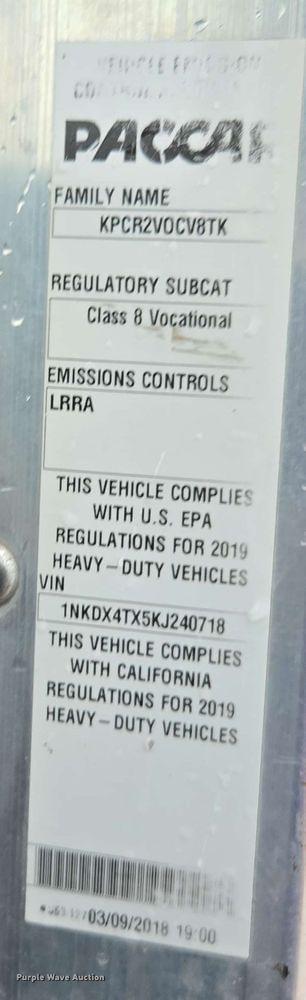 VEHICLE EMISSION
PACCAR
FAMILY NAME
KPCR2VOCV8TK
REGULATORY SUBCAT
Class 8 Vocational
EMISSIONS CONTROLS
LRRA
THIS VEHICLE COMPLIES
WITH U.S. EPA
REGULATIONS FOR 2019
HEAVY-DUTY VEHICLES
VIN
1NKDX4TX5KJ240718
THIS VEHICLE COMPLIES
WITH CALIFORNIA
REGULATIONS FOR 2019
HEAVY-DUTY VEHICLES
03/09/2018 19:00
Purple Wave Auction